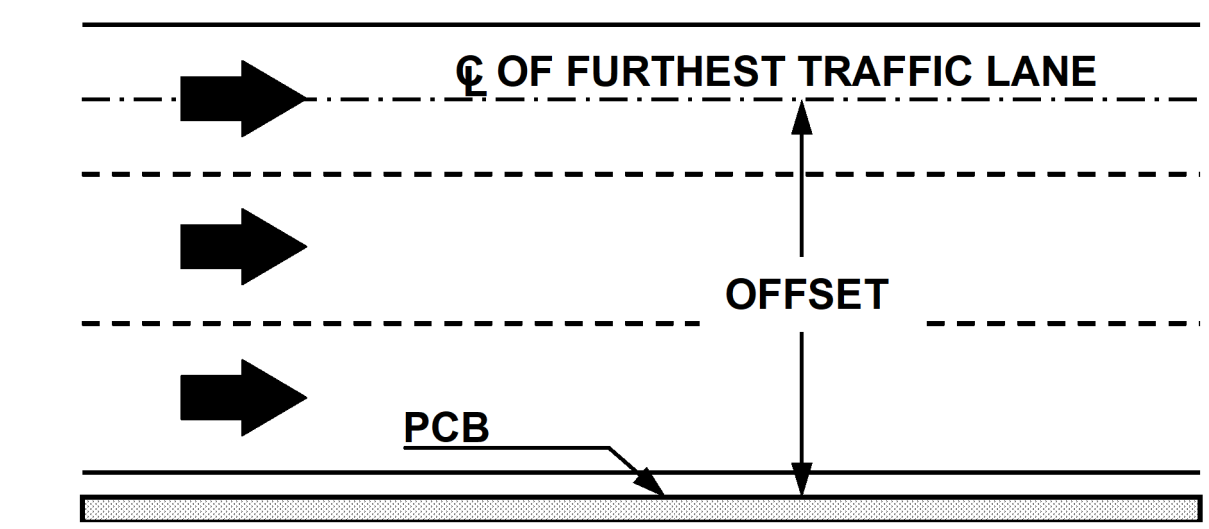 ℄ OF FURTHEST TRAFFIC LANE
OFFSET
PCB